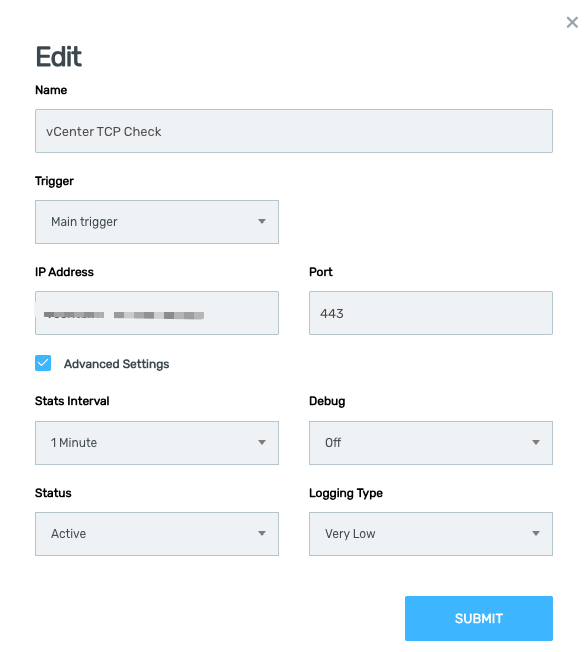 Edit
Name
vCenter TCP Check
Trigger
Main trigger
IP Address
Port
443
Advanced Settings
Stats Interval
Debug
1 Minute
Off
Status
Logging Type
Active
Very Low
SUBMIT